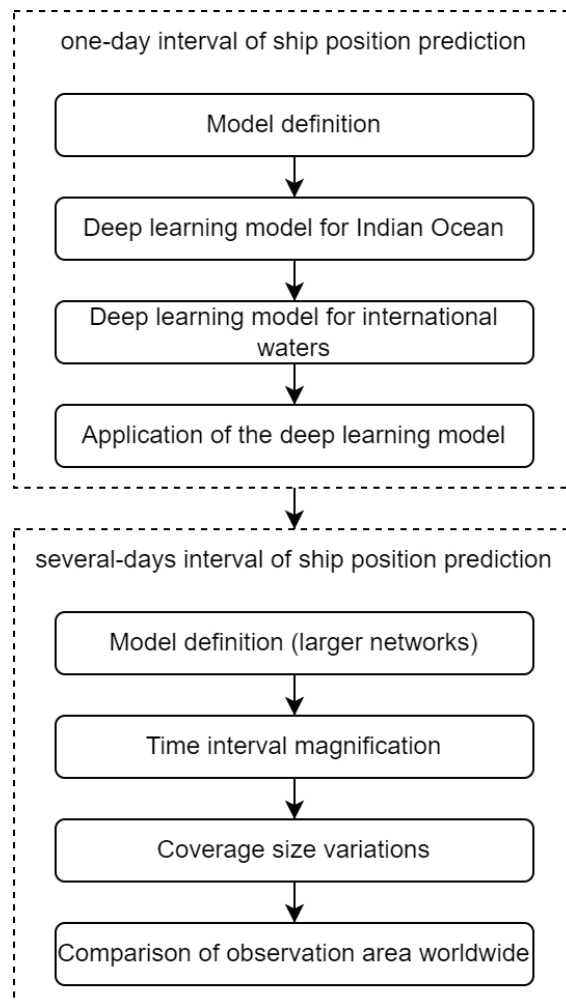 one-day interval of ship position prediction
Model definition
Deep learning model for Indian Ocean
Deep learning model for international
waters
Application of the deep learning model
several-days interval of ship position prediction
Model definition (larger networks)
Time interval magnification
Coverage size variations
Comparison of observation area worldwide